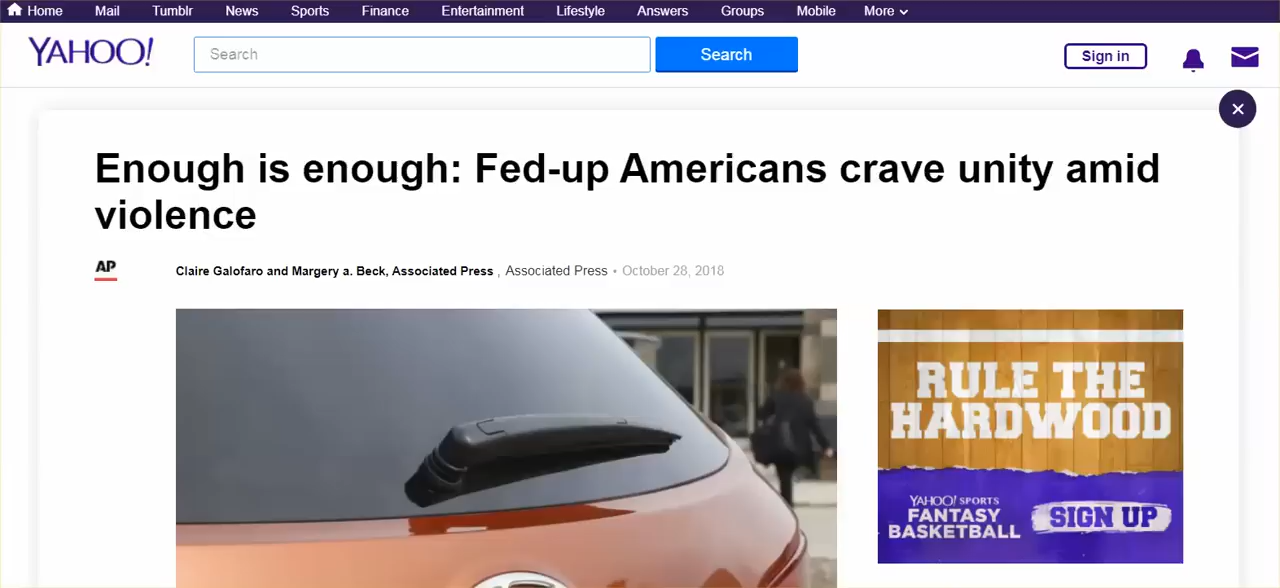 Home Mail Tumblr News Sports Finance Entertainment Lifestyle Answers Groups Mobile More
YAHOO! Search Search Sign in
Enough is enough: Fed-up Americans crave unity amid
violence
AP Claire Galofaro and Margery a. Beck, Associated Press , Associated Press • October 28, 2018
RULE THE
HARDWOOD
YAHOO! SPORTS
FANTASY
BASKETBALL
SIGN UP